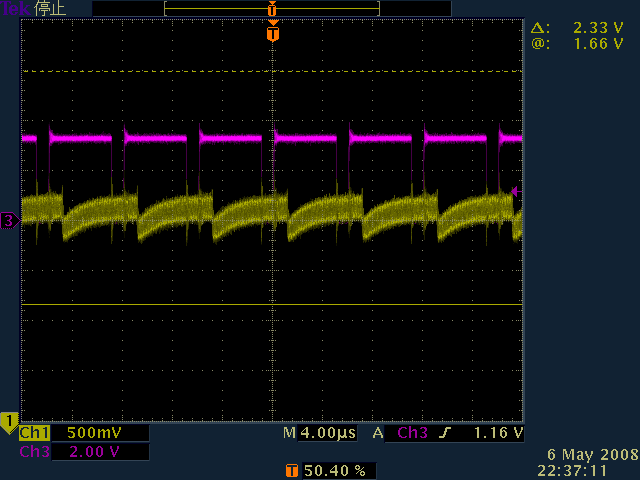 Tek 停止
T
T
Δ: 2.33 V
@: 1.66 V
3
1
Ch1 500mV M 4.00µs A Ch3 1.16 V
Ch3 2.00 V
T 50.40 %
6 May 2008
22:37:11